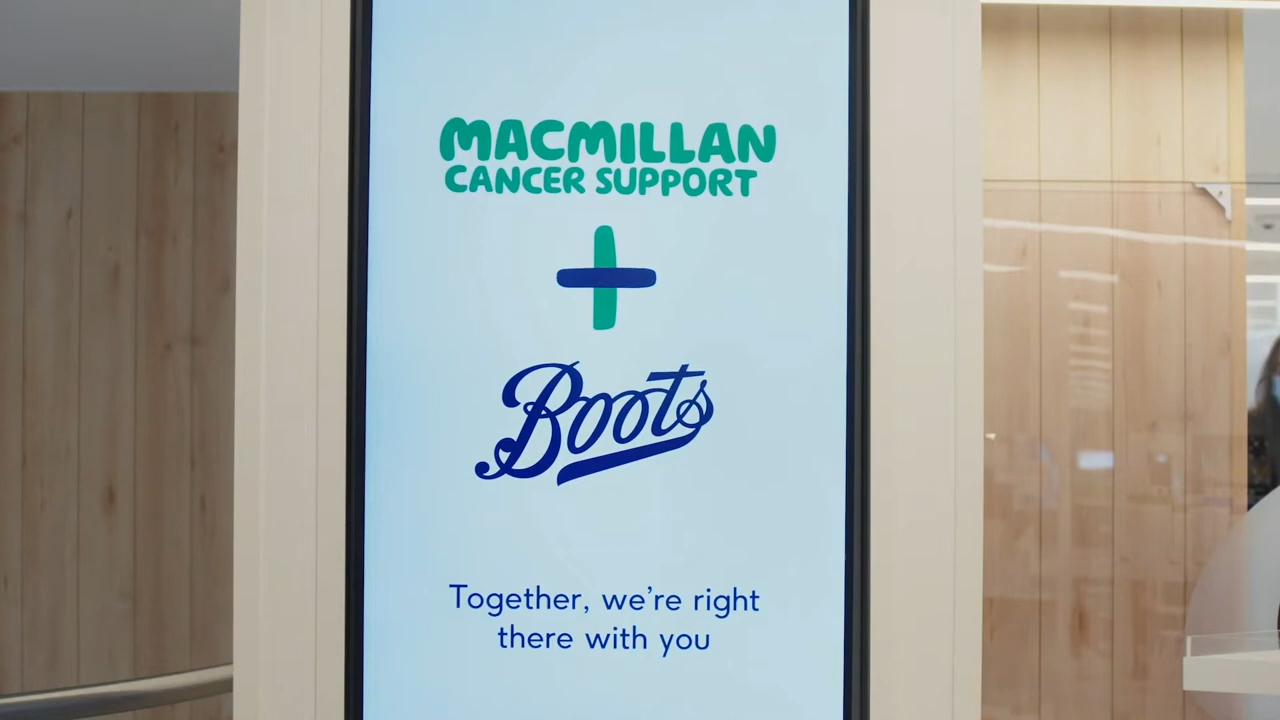 MACMILLAN
CANCER SUPPORT
+
Boots
Together, we're right
there with you